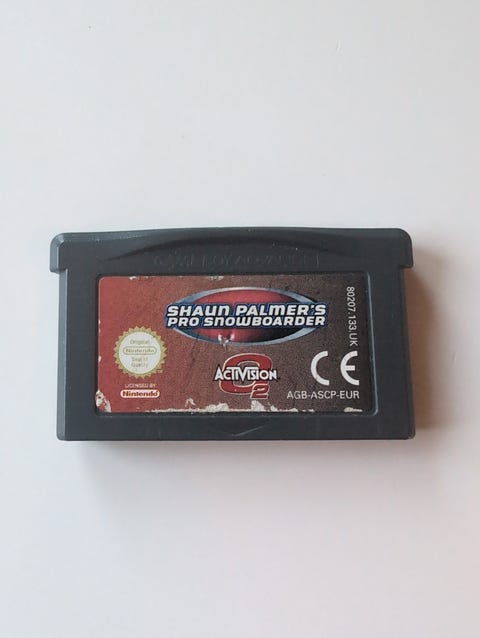 GAME BOY ADVANCE
SHAUN PALMER'S
PRO SNOWBOARDER
80207.133.UK
Original
Nintendo
Seal of
Quality
LICENSED BY
Nintendo
ACTIVISION
O2
CE
AGB-ASCP-EUR